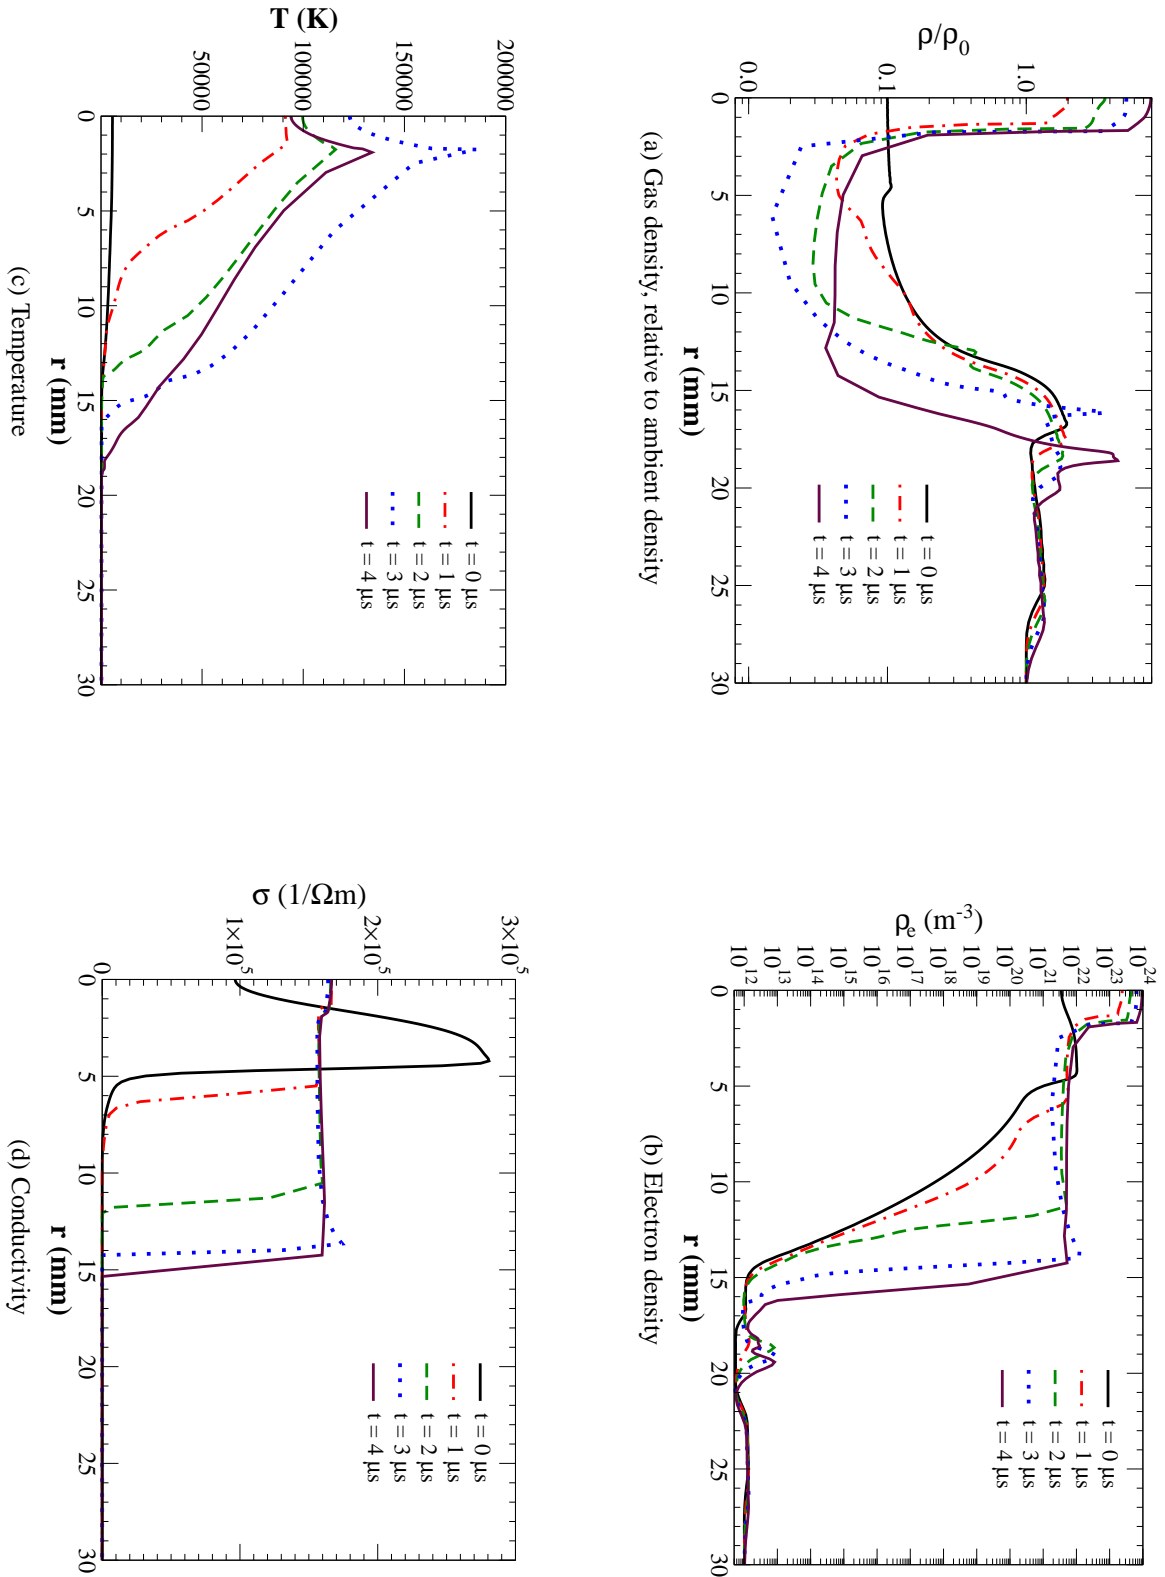 ρ/ρ0
0.0
0.1
1.0
0
5
10
15
20
25
30
r (mm)
t = 0 μs
t = 1 μs
t = 2 μs
t = 3 μs
t = 4 μs
(a) Gas density, relative to ambient density
ρe (m-3)
10^12
10^13
10^14
10^15
10^16
10^17
10^18
10^19
10^20
10^21
10^22
10^23
10^24
0
5
10
15
20
25
30
r (mm)
t = 0 μs
t = 1 μs
t = 2 μs
t = 3 μs
t = 4 μs
(b) Electron density
T (K)
50000
100000
150000
200000
0
5
10
15
20
25
30
r (mm)
t = 0 μs
t = 1 μs
t = 2 μs
t = 3 μs
t = 4 μs
(c) Temperature
σ (1/Ωm)
0
1×10^5
2×10^5
3×10^5
0
5
10
15
20
25
30
r (mm)
t = 0 μs
t = 1 μs
t = 2 μs
t = 3 μs
t = 4 μs
(d) Conductivity